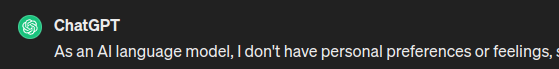 ChatGPT
As an AI language model, I don't have personal preferences or feelings,